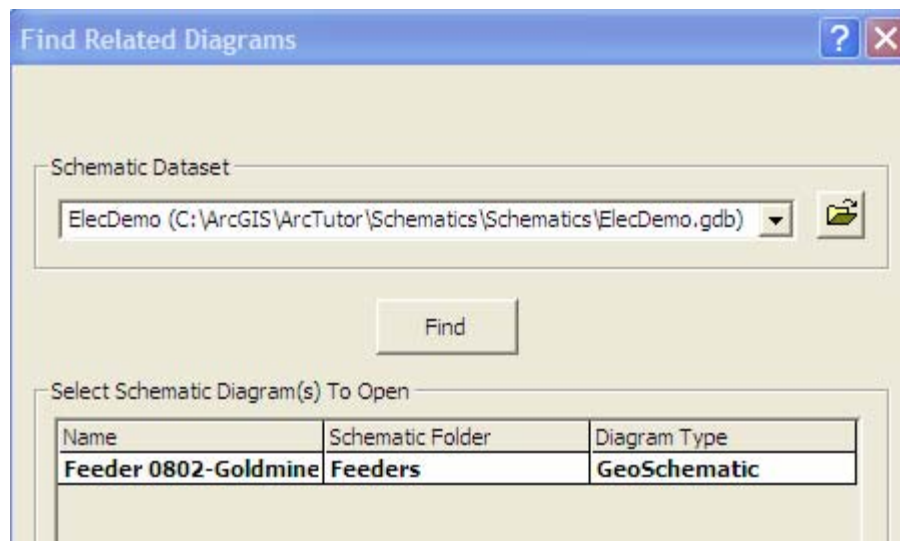 Find Related Diagrams
Schematic Dataset
ElecDemo (C:\ArcGIS\ArcTutor\Schematics\Schematics\ElecDemo.gdb)
Find
Select Schematic Diagram(s) To Open
Name Schematic Folder Diagram Type
Feeder 0802-Goldmine Feeders GeoSchematic